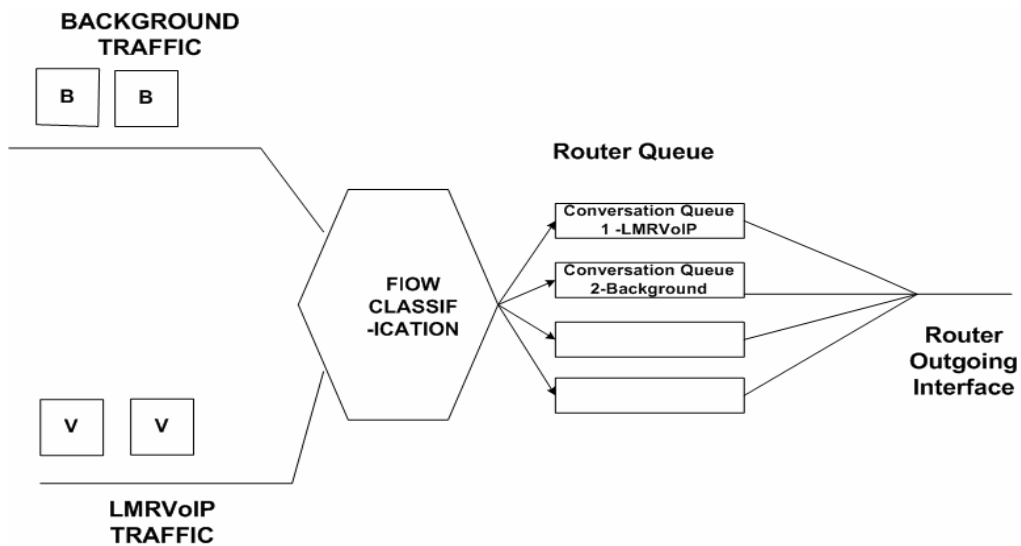 BACKGROUND
TRAFFIC
B
B
Router Queue
Conversation Queue
1 -LMRVoIP
Conversation Queue
2-Background
FlOW
CLASSIF
-ICATION
Router
Outgoing
Interface
V
V
LMRVoIP
TRAFFIC